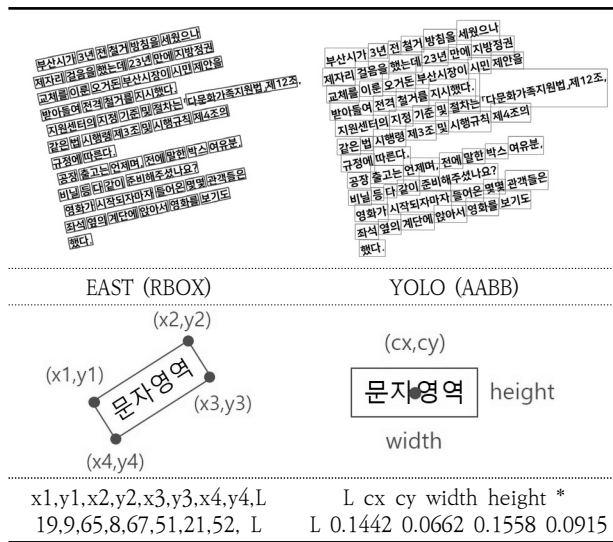 부산시가 3년 전 철거 방침을 세웠으나
제자리 걸음을 했는데 23년 만에 지방정권
교체를 이룬 오거돈 부산시장이 시민 제안을
받아들여 전격 철거를 지시했다.
지원센터의 지정 기준 및 절차는 「다문화가족지원법」제12조,
같은 법 시행령 제3조 및 시행규칙 제4조의
규정에 따른다.
공장 출고는 언제며, 전에 말한 박스 여유분,
비닐 등 다 같이 준비해주셨나요?
영화가 시작되자마자 들어온 몇몇 관객들은
좌석 옆의 계단에 앉아서 영화를 보기도
했다.
부산시가 3년 전 철거 방침을 세웠으나
제자리 걸음을 했는데 23년 만에 지방정권
교체를 이룬 오거돈 부산시장이 시민 제안을
받아들여 전격 철거를 지시했다.
지원센터의 지정 기준 및 절차는 「다문화가족지원법」제12조,
같은 법 시행령 제3조 및 시행규칙 제4조의
규정에 따른다.
공장 출고는 언제며, 전에 말한 박스 여유분,
비닐 등 다 같이 준비해주셨나요?
영화가 시작되자마자 들어온 몇몇 관객들은
좌석 옆의 계단에 앉아서 영화를 보기도
했다.
EAST (RBOX)
YOLO (AABB)
(x2,y2)
(x1,y1)
문자영역
(x3,y3)
(x4,y4)
(cx,cy)
문자영역
height
width
x1,y1,x2,y2,x3,y3,x4,y4,L
19,9,65,8,67,51,21,52, L
L cx cy width height *
L 0.1442 0.0662 0.1558 0.0915